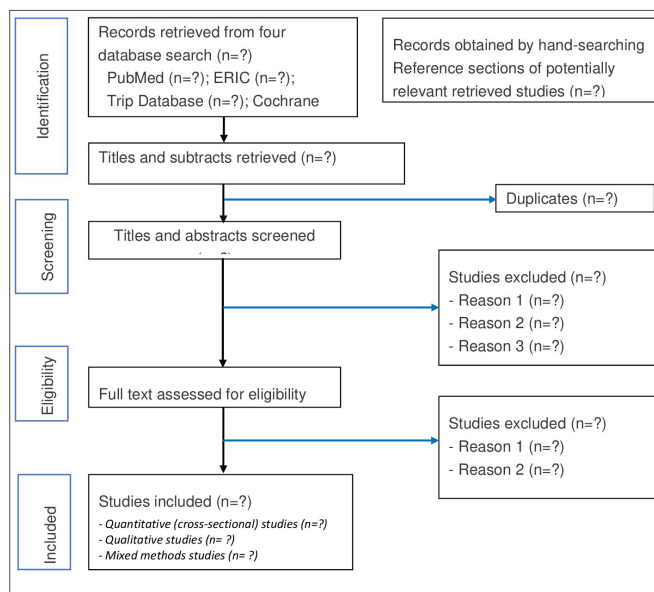 Identification
Records retrieved from four
database search (n=?)
PubMed (n=?); ERIC (n=?);
Trip Database (n=?); Cochrane
Records obtained by hand-searching
Reference sections of potentially
relevant retrieved studies (n=?)
Titles and subtracts retrieved (n=?)
Duplicates (n=?)
Screening
Titles and abstracts screened
Studies excluded (n=?)
- Reason 1 (n=?)
- Reason 2 (n=?)
- Reason 3 (n=?)
Eligibility
Full text assessed for eligibility
Studies excluded (n=?)
- Reason 1 (n=?)
- Reason 2 (n=?)
Included
Studies included (n=?)
- Quantitative (cross-sectional) studies (n=?)
- Qualitative studies (n= ?)
- Mixed methods studies (n= ?)